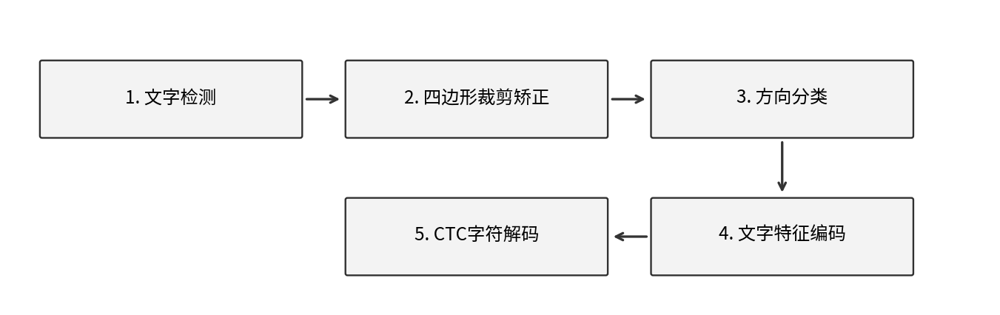 1. 文字检测
2. 四边形裁剪矫正
3. 方向分类
4. 文字特征编码
5. CTC字符解码